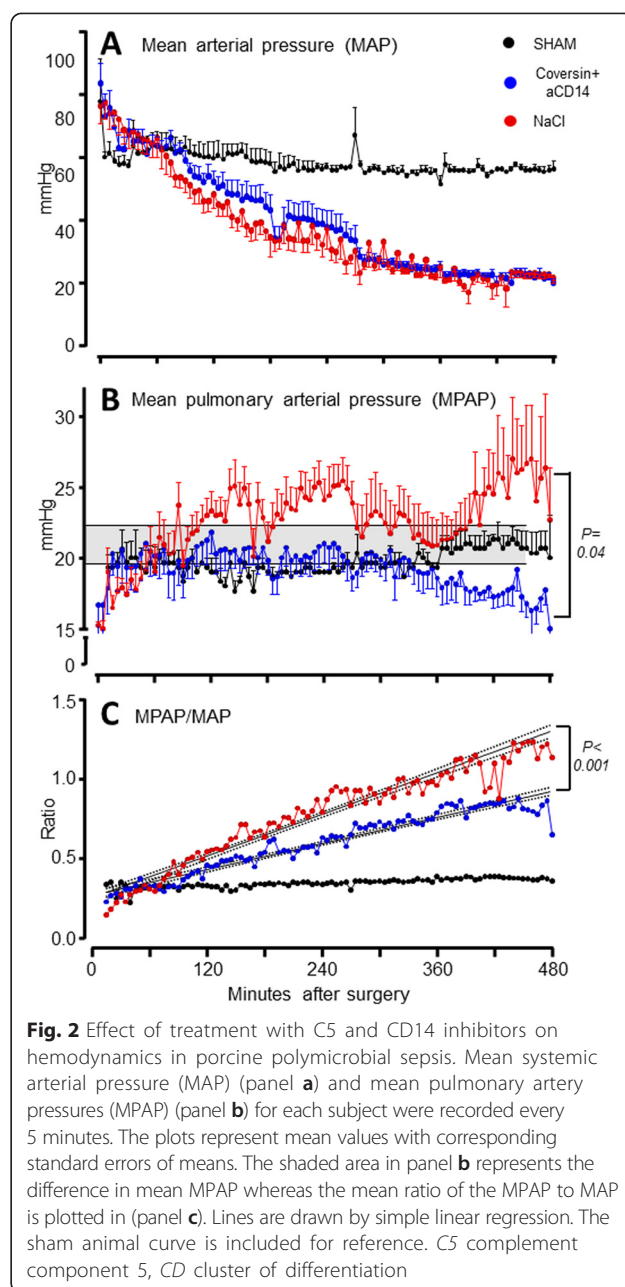 A Mean arterial pressure (MAP)
SHAM
Coversin+
aCD14
NaCl
100
80
60
40
20
0
mmHg
B Mean pulmonary arterial pressure (MPAP)
30
25
20
15
0
mmHg
P=
0.04
C MPAP/MAP
1.5
1.0
0.5
0.0
Ratio
P<
0.001
0 120 240 360 480
Minutes after surgery
Fig. 2 Effect of treatment with C5 and CD14 inhibitors on
hemodynamics in porcine polymicrobial sepsis. Mean systemic
arterial pressure (MAP) (panel a) and mean pulmonary artery
pressures (MPAP) (panel b) for each subject were recorded every
5 minutes. The plots represent mean values with corresponding
standard errors of means. The shaded area in panel b represents the
difference in mean MPAP whereas the mean ratio of the MPAP to MAP
is plotted in (panel c). Lines are drawn by simple linear regression. The
sham animal curve is included for reference. C5 complement
component 5, CD cluster of differentiation